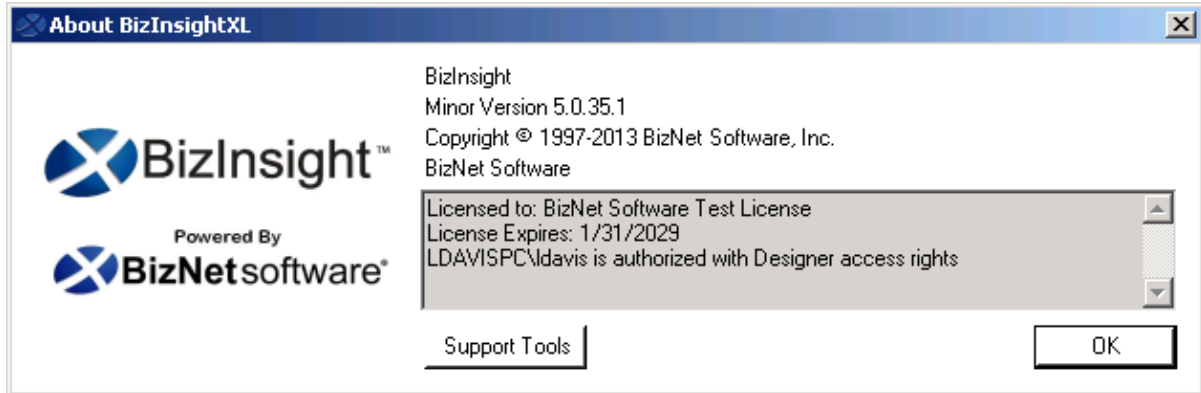 About BizInsightXL
BizInsight
Minor Version 5.0.35.1
Copyright © 1997-2013 BizNet Software, Inc.
BizNet Software
BizInsight™
Powered By
BizNetsoftware®
Licensed to: BizNet Software Test License
License Expires: 1/31/2029
LDAVISPC\ldavis is authorized with Designer access rights
Support Tools
OK